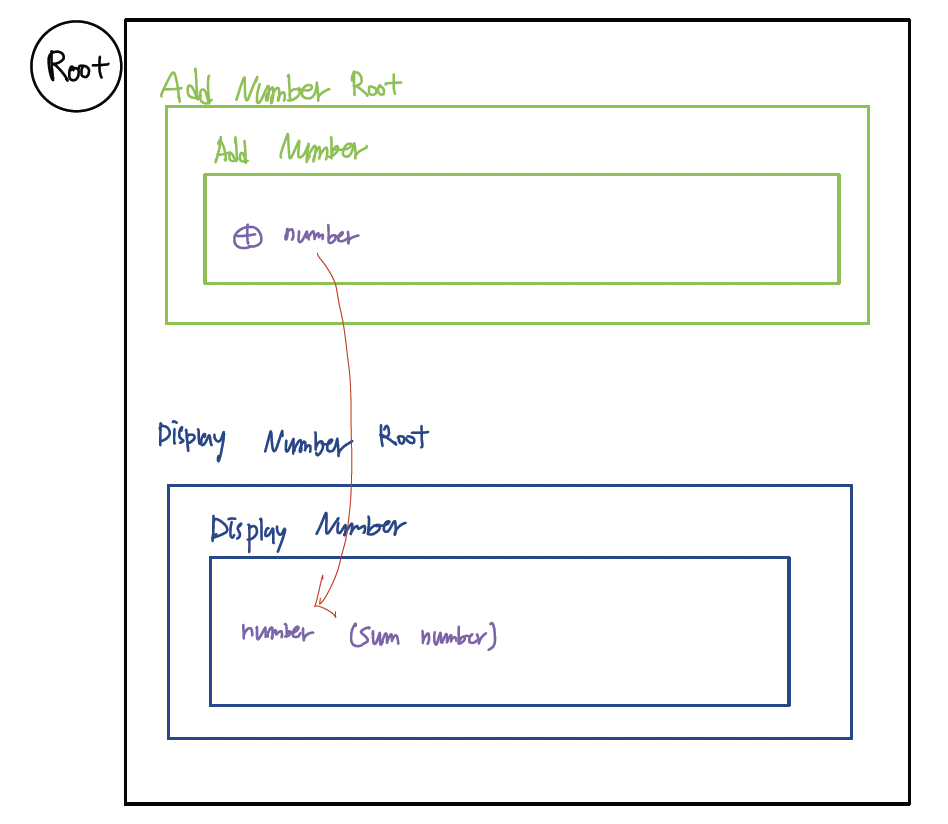 Root
Add Number Root
Add Number
+ number
Display Number Root
Display Number
number (sum number)